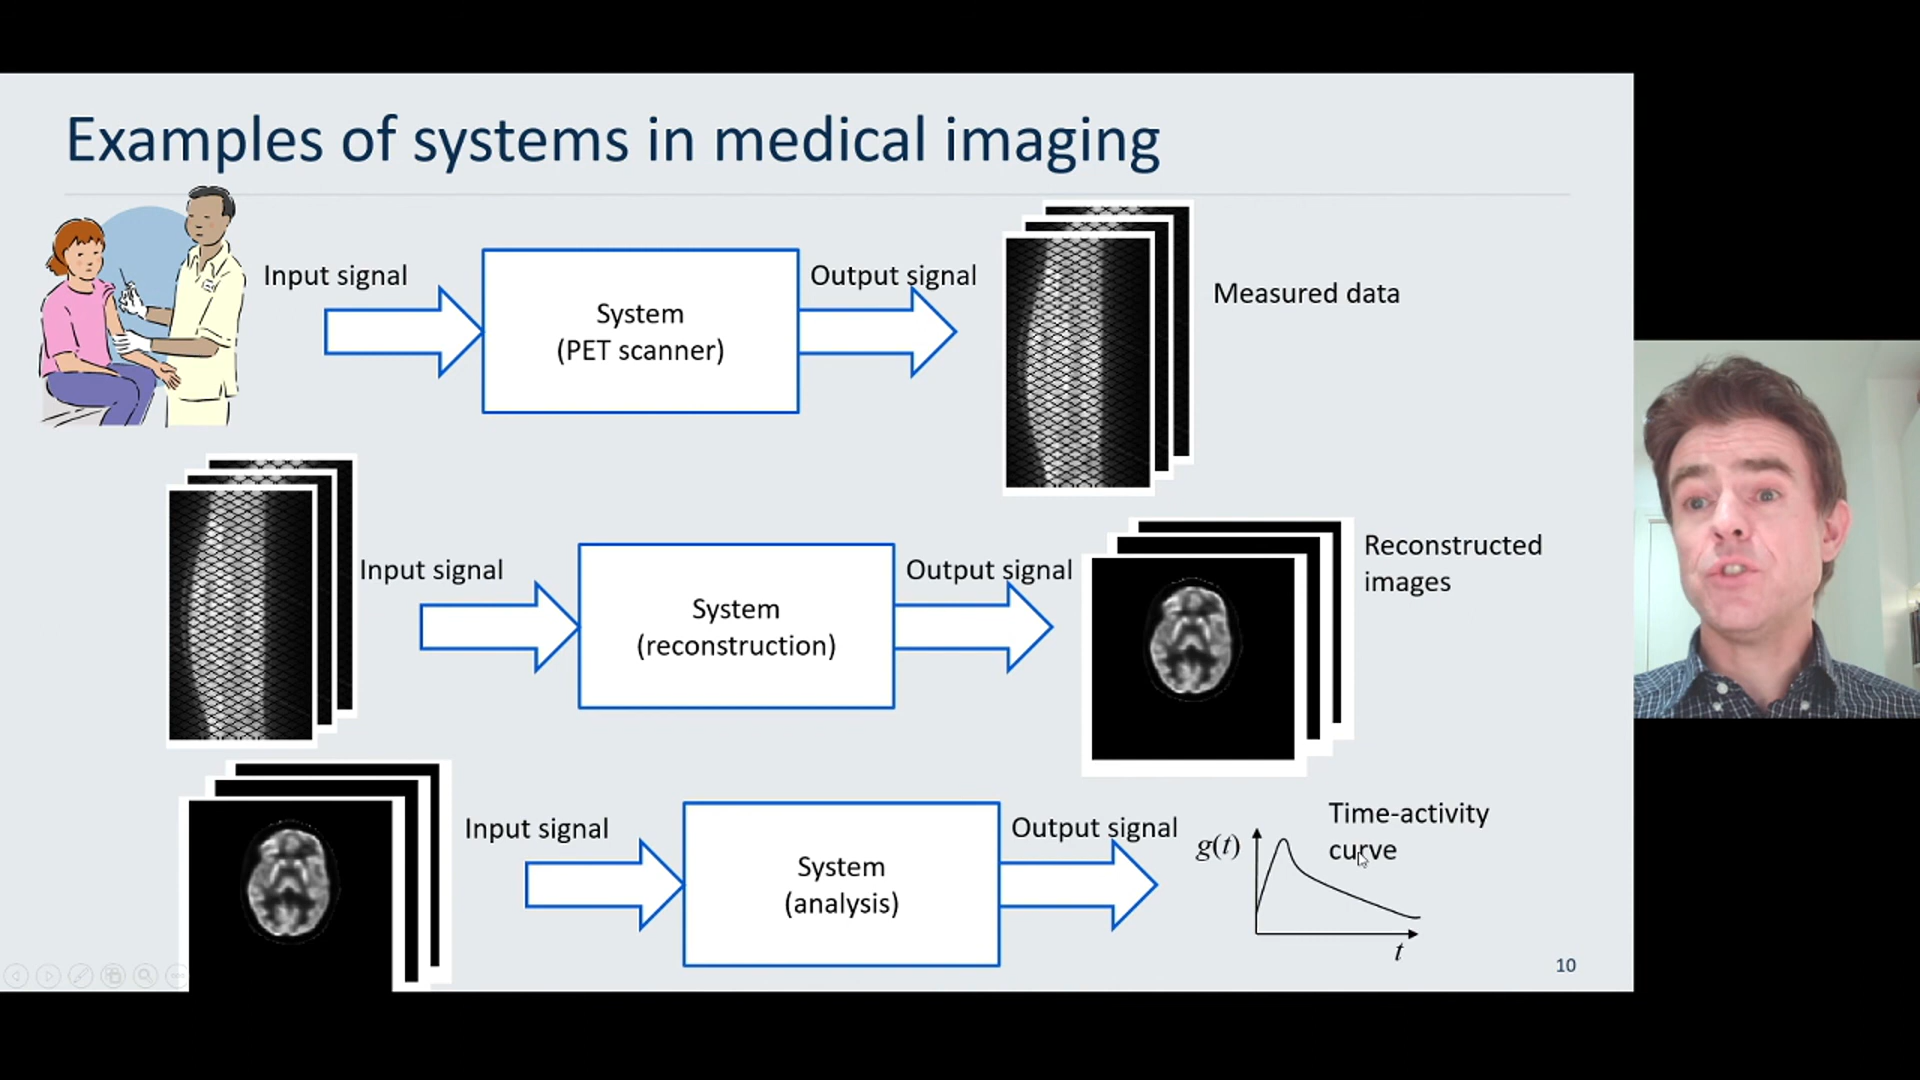 Examples of systems in medical imaging
Input signal
System
(PET scanner)
Output signal
Measured data
Input signal
System
(reconstruction)
Output signal
Reconstructed
images
Input signal
System
(analysis)
Output signal
g(t)
Time-activity
curve
t
10